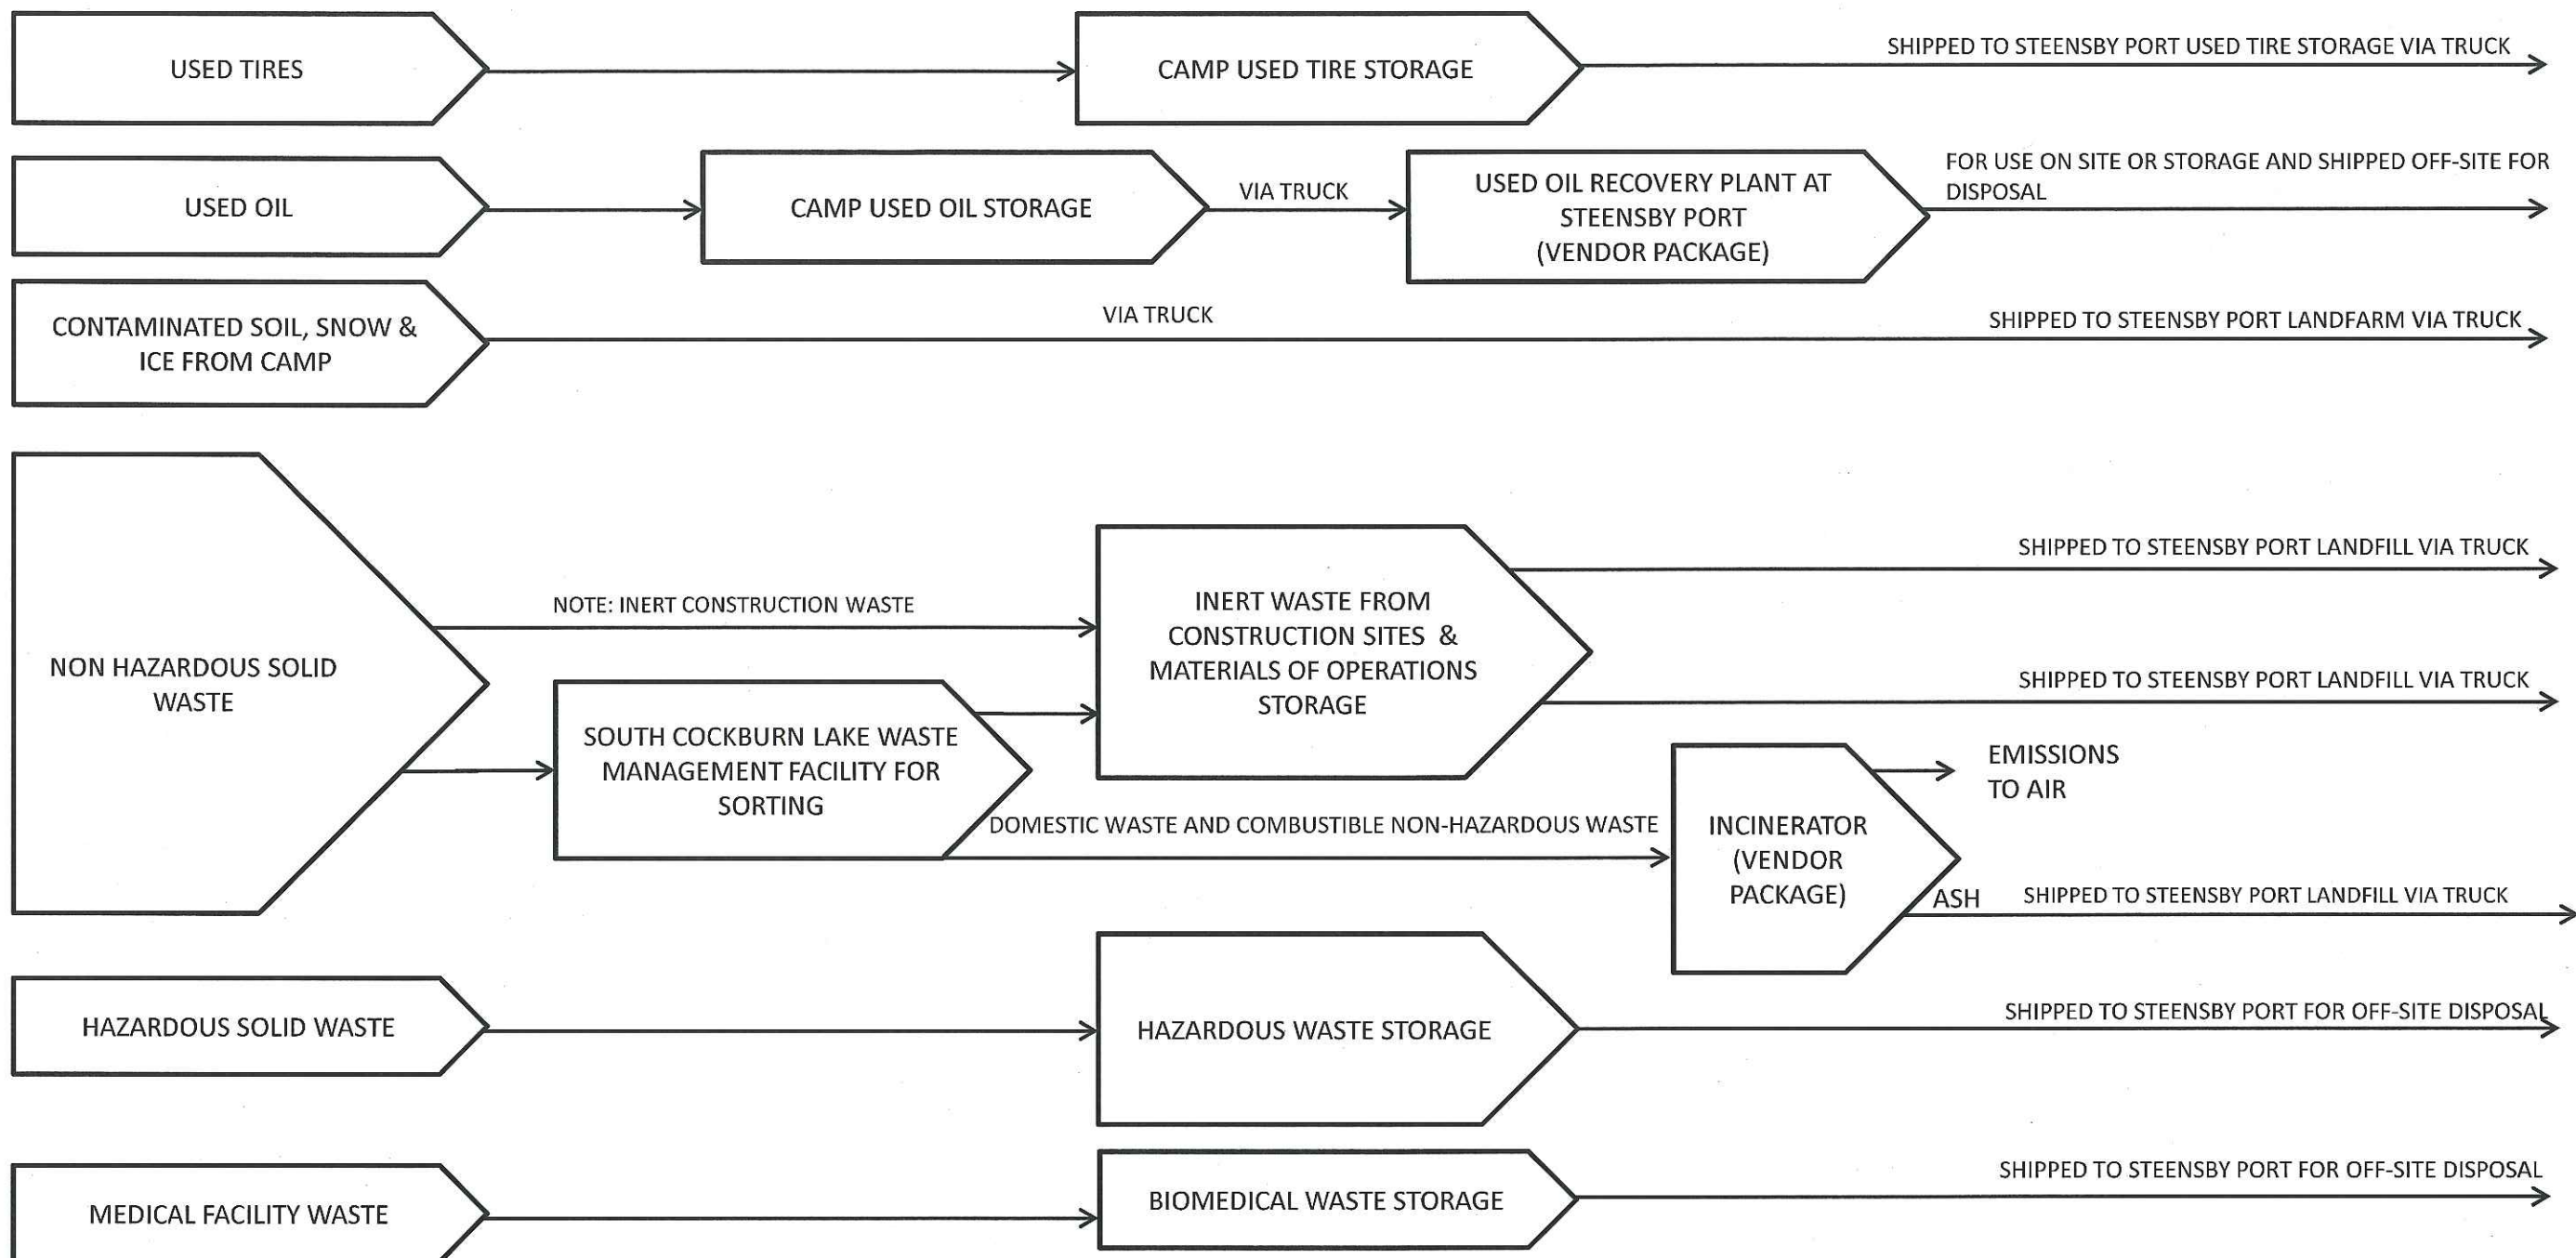 USED TIRES
CAMP USED TIRE STORAGE
SHIPPED TO STEENSBY PORT USED TIRE STORAGE VIA TRUCK
USED OIL
CAMP USED OIL STORAGE
VIA TRUCK
USED OIL RECOVERY PLANT AT
STEENSBY PORT
(VENDOR PACKAGE)
FOR USE ON SITE OR STORAGE AND SHIPPED OFF-SITE FOR
DISPOSAL
CONTAMINATED SOIL, SNOW &
ICE FROM CAMP
VIA TRUCK
SHIPPED TO STEENSBY PORT LANDFARM VIA TRUCK
NON HAZARDOUS SOLID
WASTE
NOTE: INERT CONSTRUCTION WASTE
SOUTH COCKBURN LAKE WASTE
MANAGEMENT FACILITY FOR
SORTING
INERT WASTE FROM
CONSTRUCTION SITES &
MATERIALS OF OPERATIONS
STORAGE
SHIPPED TO STEENSBY PORT LANDFILL VIA TRUCK
SHIPPED TO STEENSBY PORT LANDFILL VIA TRUCK
DOMESTIC WASTE AND COMBUSTIBLE NON-HAZARDOUS WASTE
INCINERATOR
(VENDOR
PACKAGE)
EMISSIONS
TO AIR
ASH
SHIPPED TO STEENSBY PORT LANDFILL VIA TRUCK
HAZARDOUS SOLID WASTE
HAZARDOUS WASTE STORAGE
SHIPPED TO STEENSBY PORT FOR OFF-SITE DISPOSAL
MEDICAL FACILITY WASTE
BIOMEDICAL WASTE STORAGE
SHIPPED TO STEENSBY PORT FOR OFF-SITE DISPOSAL